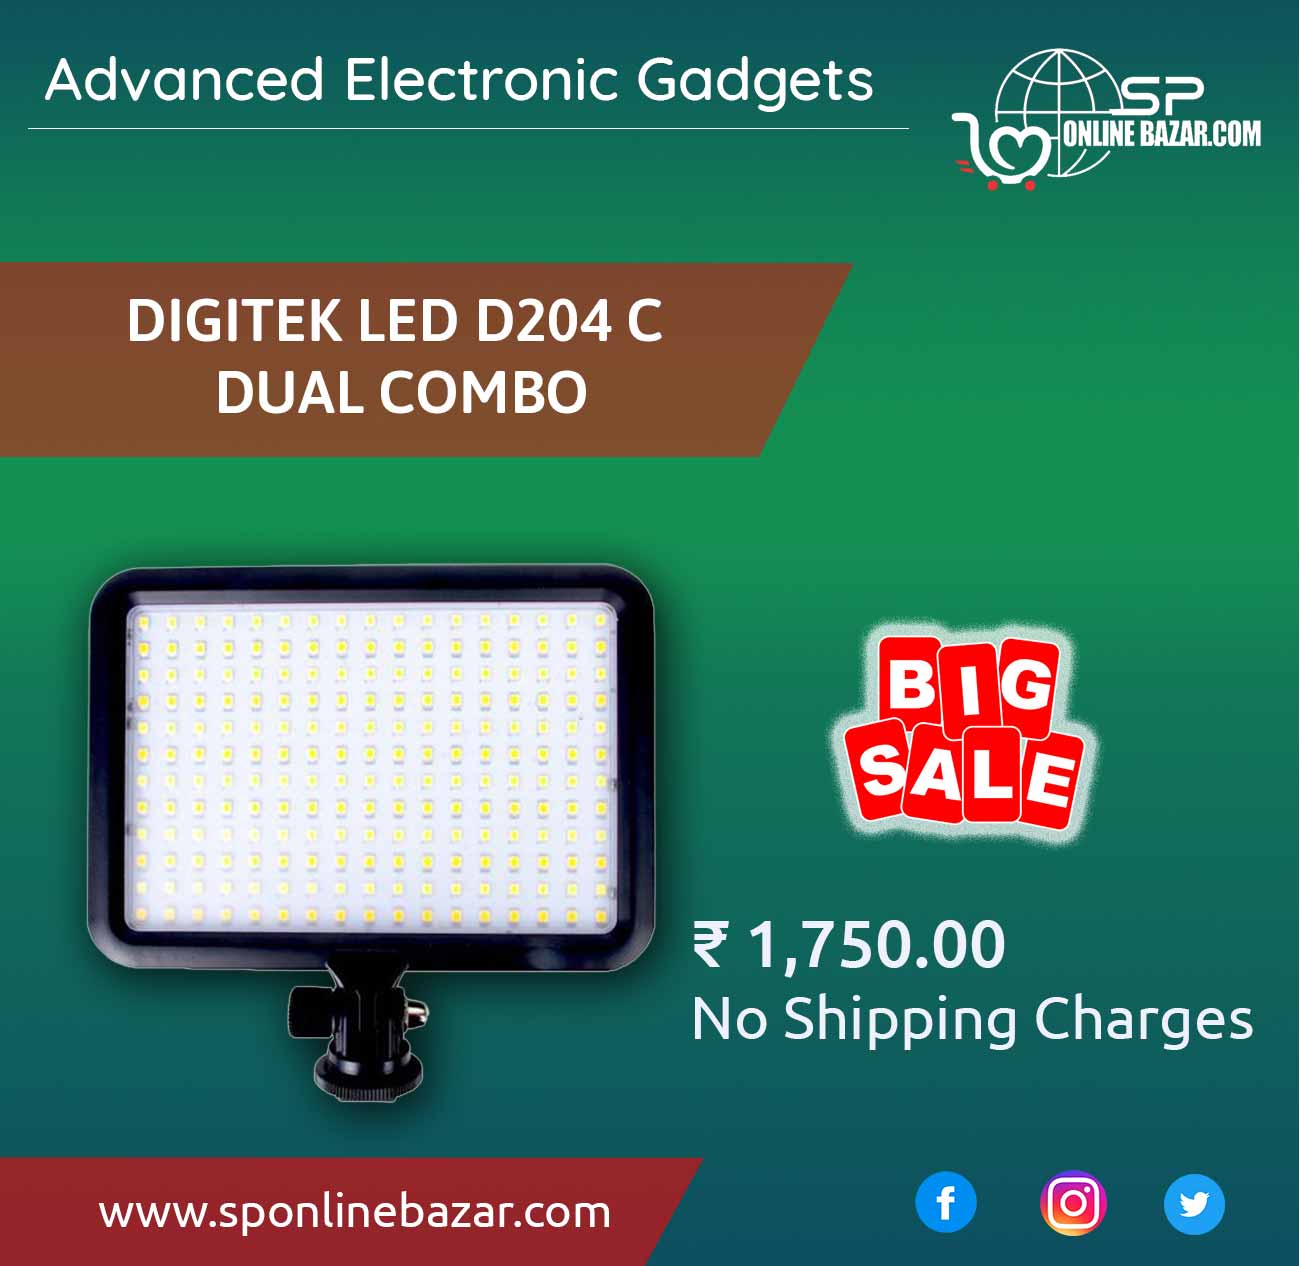 Advanced Electronic Gadgets
SP
ONLINE BAZAR.COM
DIGITEK LED D204 C
DUAL COMBO
BIG
SALE
₹ 1,750.00
No Shipping Charges
www.sponlinebazar.com